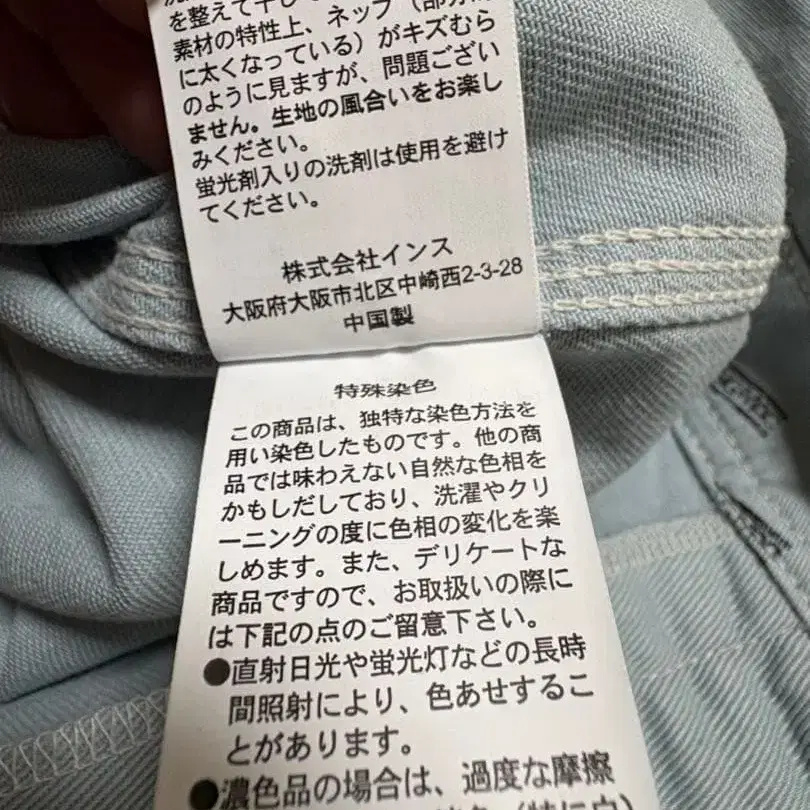 を整えて干して
素材の特性上、ネップ（部分的
に太くなっている）がキズむら
のように見ますが、問題ござい
ません。生地の風合いをお楽し
みください。
蛍光剤入りの洗剤は使用を避け
てください。
株式会社インス
大阪府大阪市北区中崎西2-3-28
中国製
特殊染色
この商品は、独特な染色方法を
用い染色したものです。他の商
品では味わえない自然な色相を
かもしだしており、洗濯やクリ
ーニングの度に色相の変化を楽
しめます。また、デリケートな
商品ですので、お取扱いの際に
は下記の点のご留意下さい。
●直射日光や蛍光灯などの長時
間照射により、色あせするこ
とがあります。
●濃色品の場合は、過度な摩擦